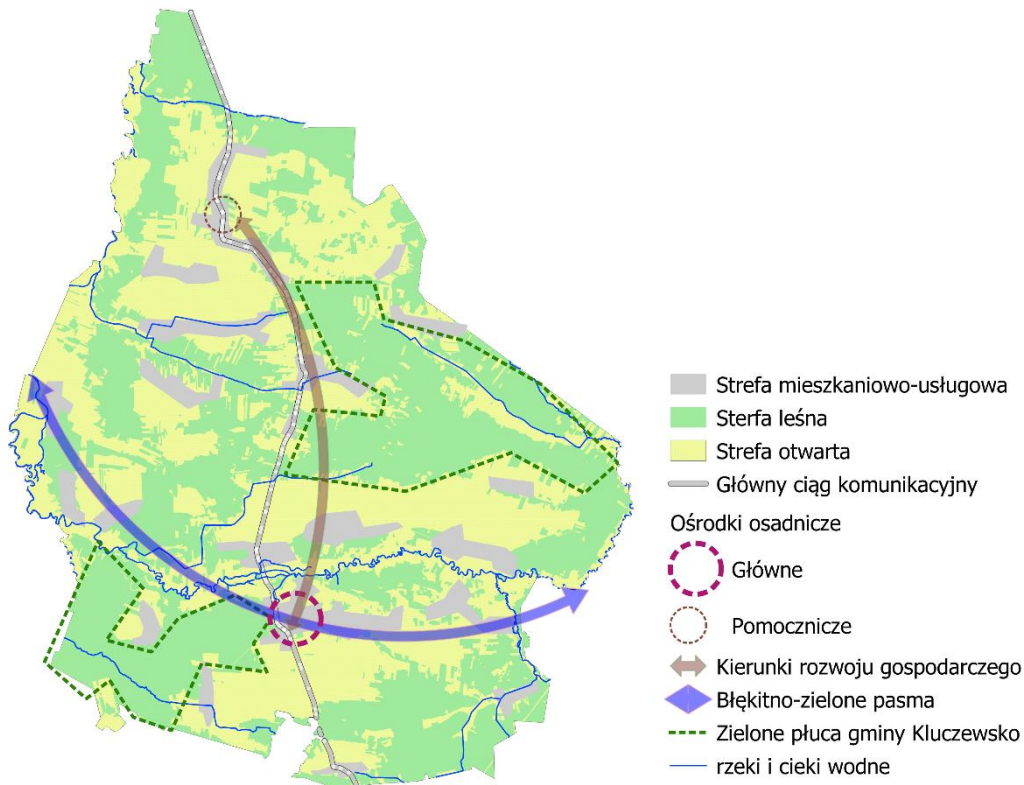 Strefa mieszkaniowo-usługowa
Sterfa leśna
Strefa otwarta
Główny ciąg komunikacyjny
Ośrodki osadnicze
Główne
Pomocnicze
Kierunki rozwoju gospodarczego
Błękitno-zielone pasma
Zielone płuca gminy Kluczewsko
rzeki i cieki wodne